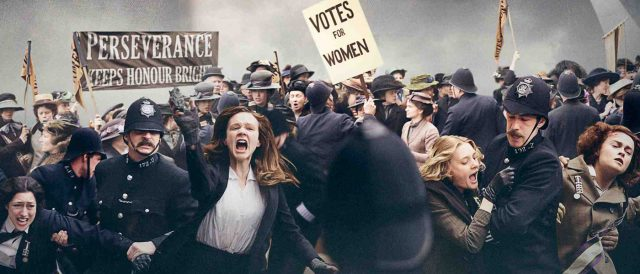 PERSEVERANCE
KEEPS HONOUR BRIGHT
VOTES
FOR
WOMEN